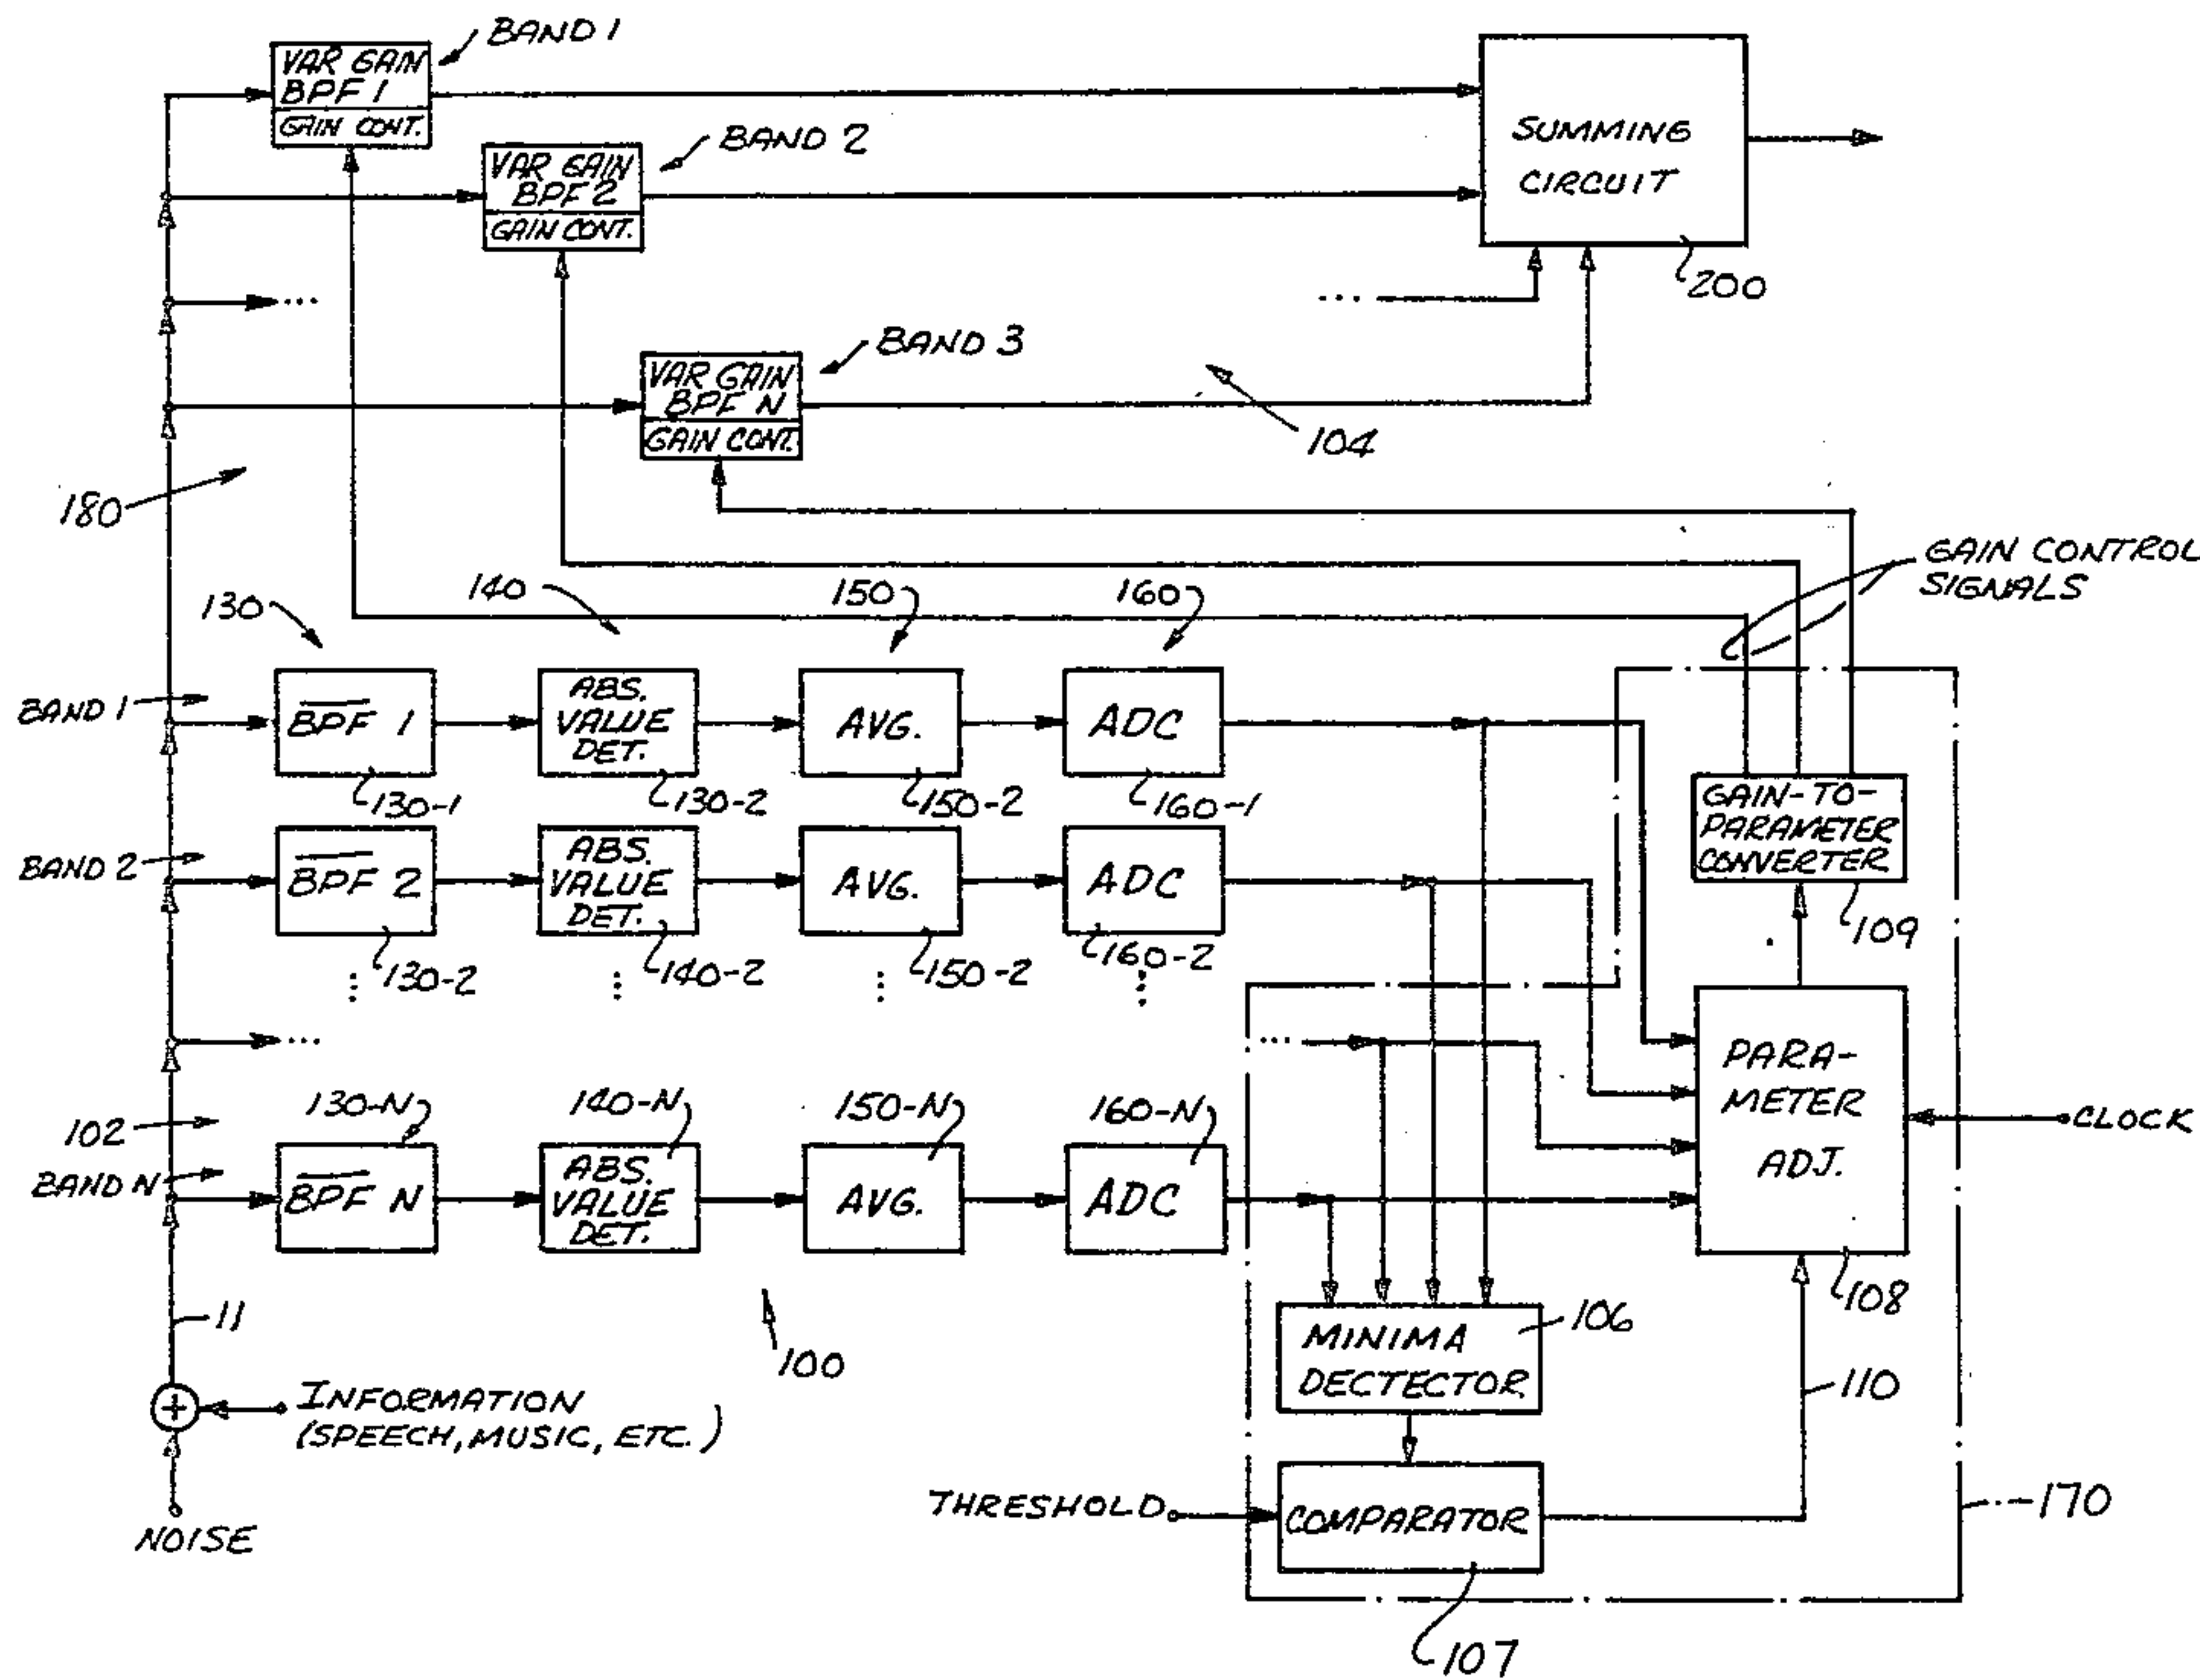 BAND 1
VAR GAIN
BPF 1
GAIN CONT.
BAND 2
VAR GAIN
BPF 2
GAIN CONT.
SUMMING
CIRCUIT
200
...
...
BAND 3
VAR GAIN
BPF N
GAIN CONT.
104
180
GAIN CONTROL
SIGNALS
130
140
150
160
BAND 1
BPF 1
ABS.
VALUE
DET.
AVG.
ADC
130-1
130-2
150-2
160-1
GAIN-TO-
PARAMETER
CONVERTER
109
BAND 2
BPF 2
ABS.
VALUE
DET.
AVG.
ADC
130-2
140-2
150-2
160-2
...
...
PARA-
METER
ADJ.
CLOCK
108
102
130-N
140-N
150-N
160-N
BAND N
BPF N
ABS.
VALUE
DET.
AVG.
ADC
11
100
MINIMA
DECTECTOR
106
110
INFORMATION
(SPEECH, MUSIC, ETC.)
NOISE
THRESHOLD
COMPARATOR
170
107